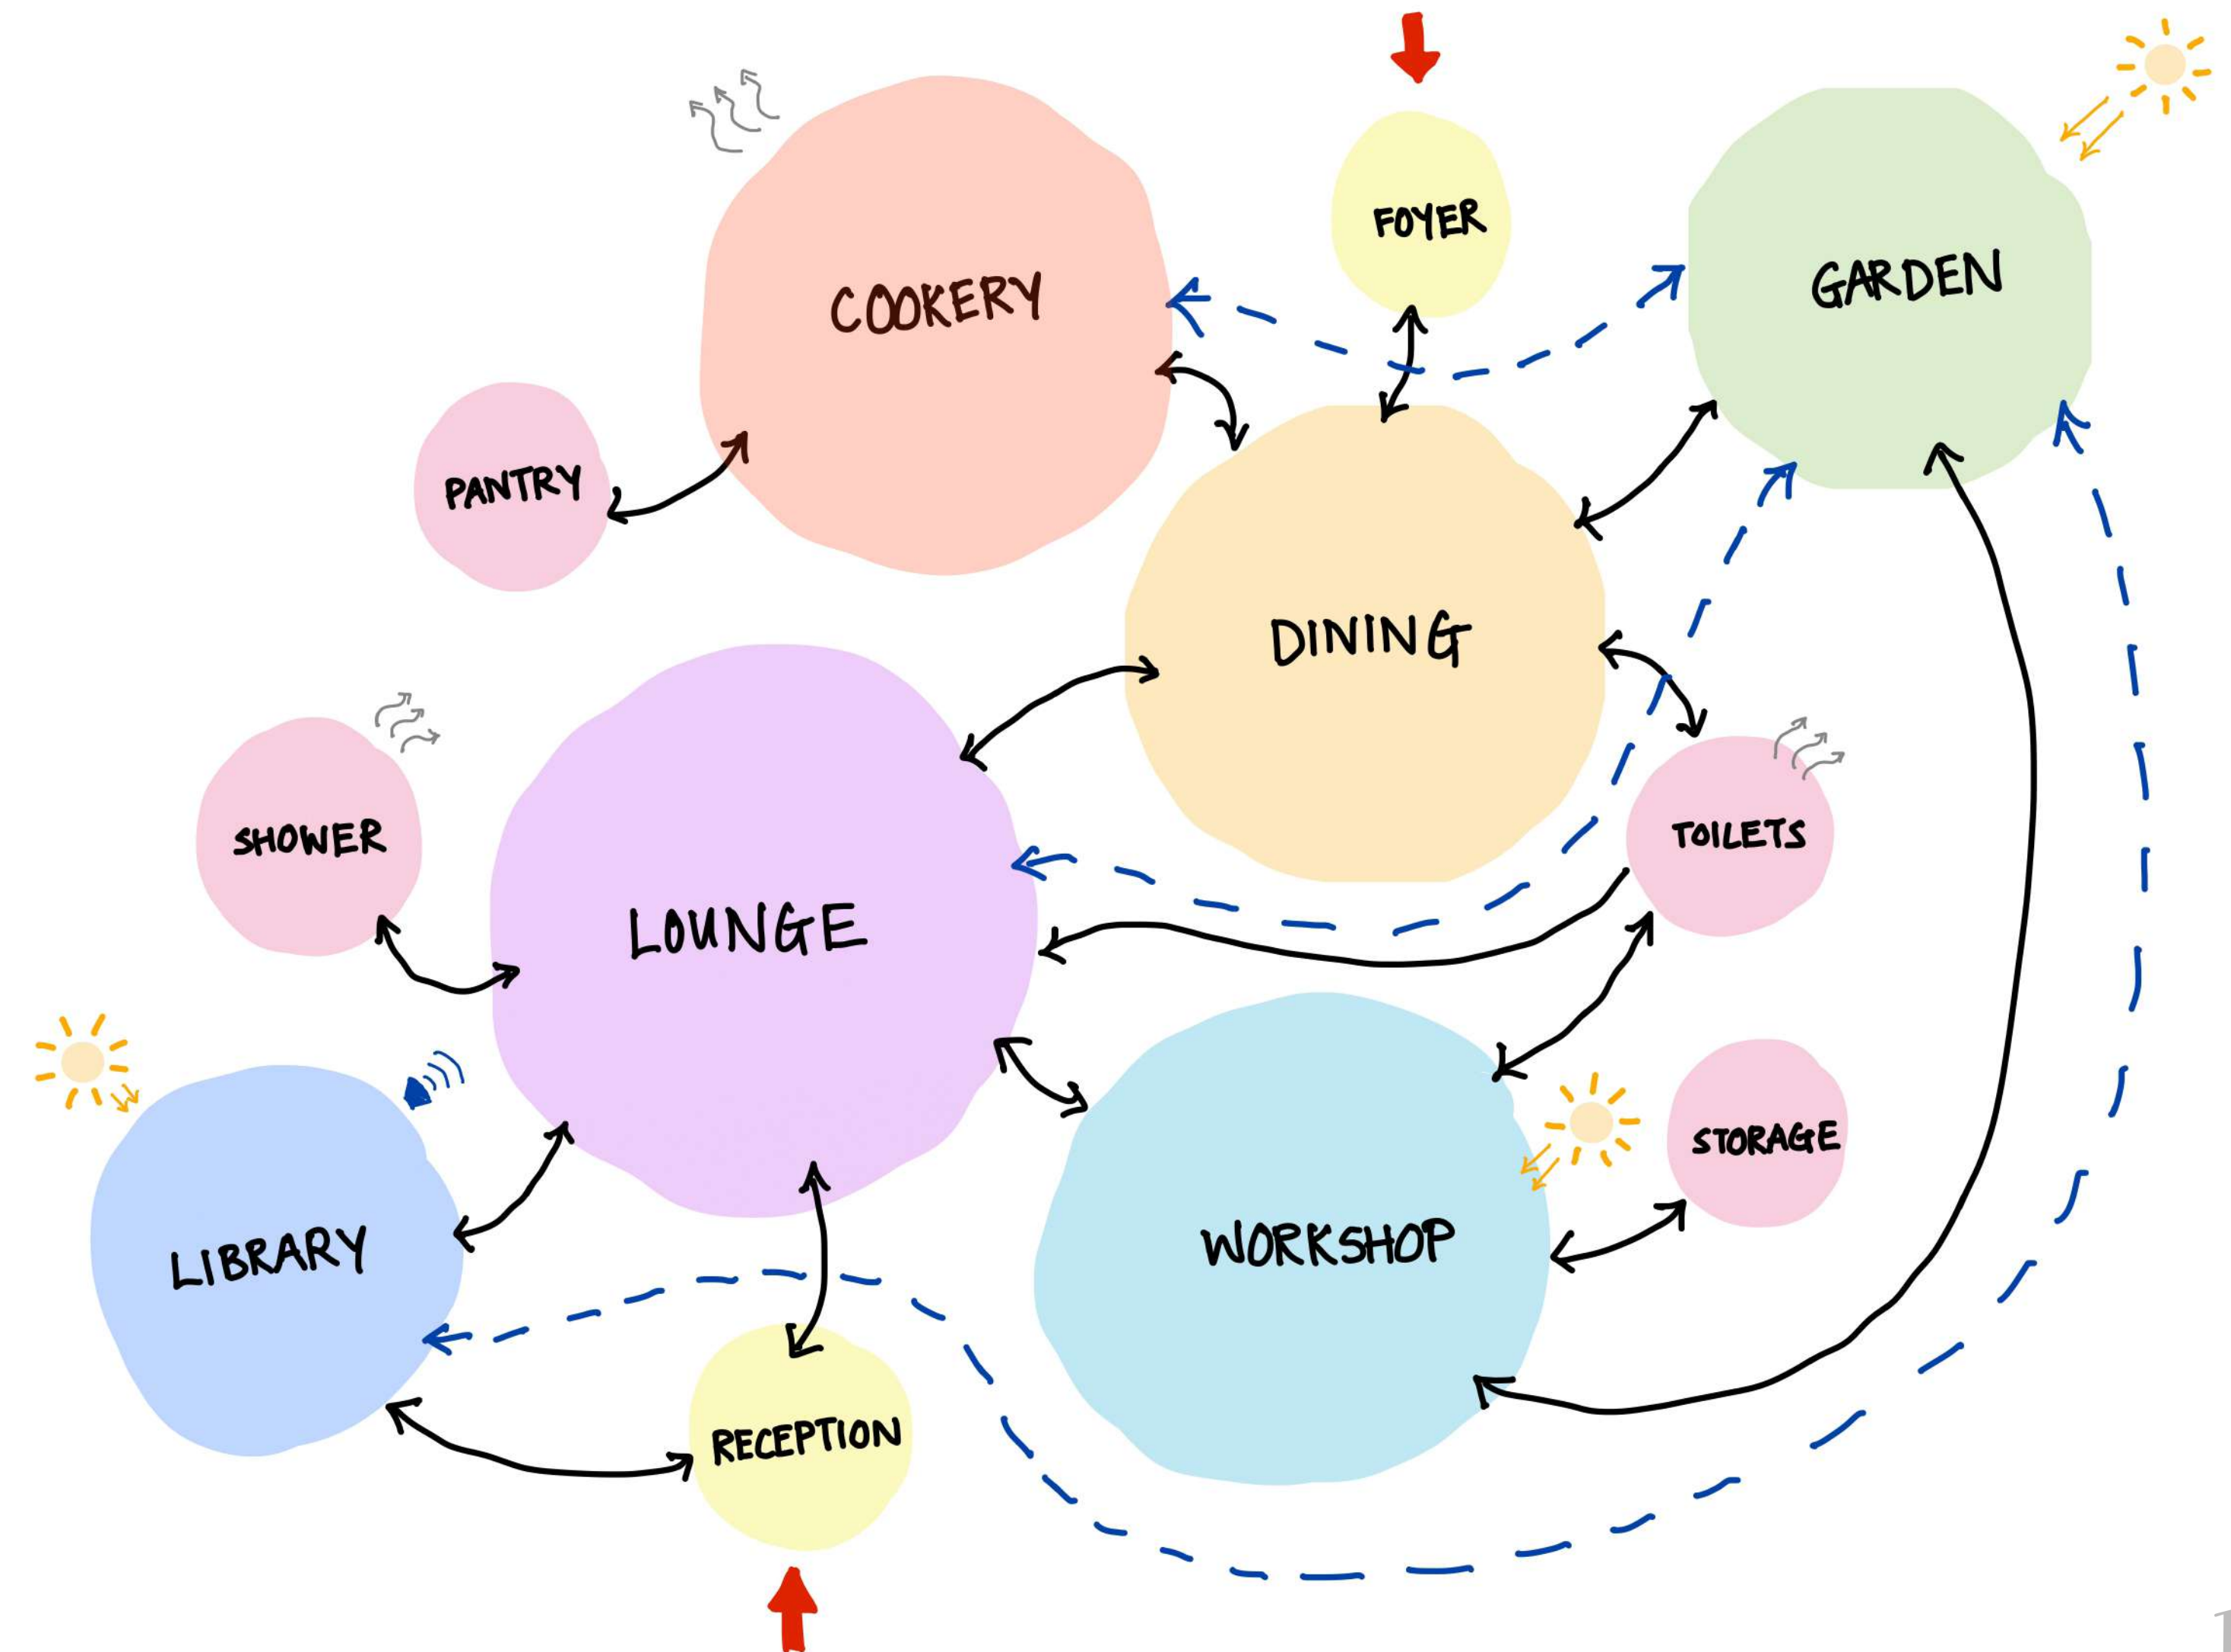 FOYER
COOKERY
GARDEN
PANTRY
DINING
SHOWER
TOILETS
LOUNGE
STORAGE
LIBRARY
WORKSHOP
RECEPTION